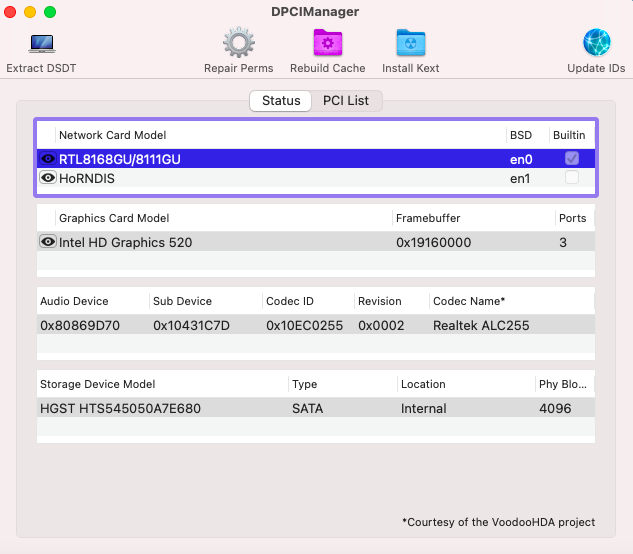 DPCIManager
Extract DSDT Repair Perms Rebuild Cache Install Kext Update IDs
Status PCI List
Network Card Model BSD Builtin
RTL8168GU/8111GU en0
HoRNDIS en1
Graphics Card Model Framebuffer Ports
Intel HD Graphics 520 0x19160000 3
Audio Device Sub Device Codec ID Revision Codec Name*
0x80869D70 0x10431C7D 0x10EC0255 0x0002 Realtek ALC255
Storage Device Model Type Location Phy Blo...
HGST HTS545050A7E680 SATA Internal 4096
*Courtesy of the VoodooHDA project